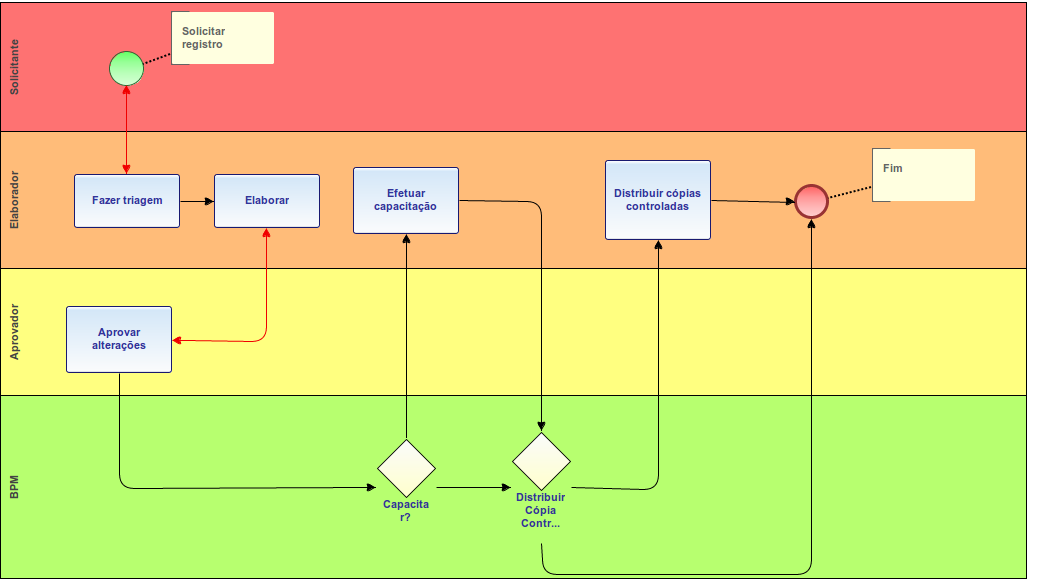 Solicitante
Solicitar
registro
Elaborador
Fazer triagem
Elaborar
Efetuar
capacitação
Distribuir cópias
controladas
Fim
Aprovador
Aprovar
alterações
BPM
Capacita
r?
Distribuir
Cópia
Contr...